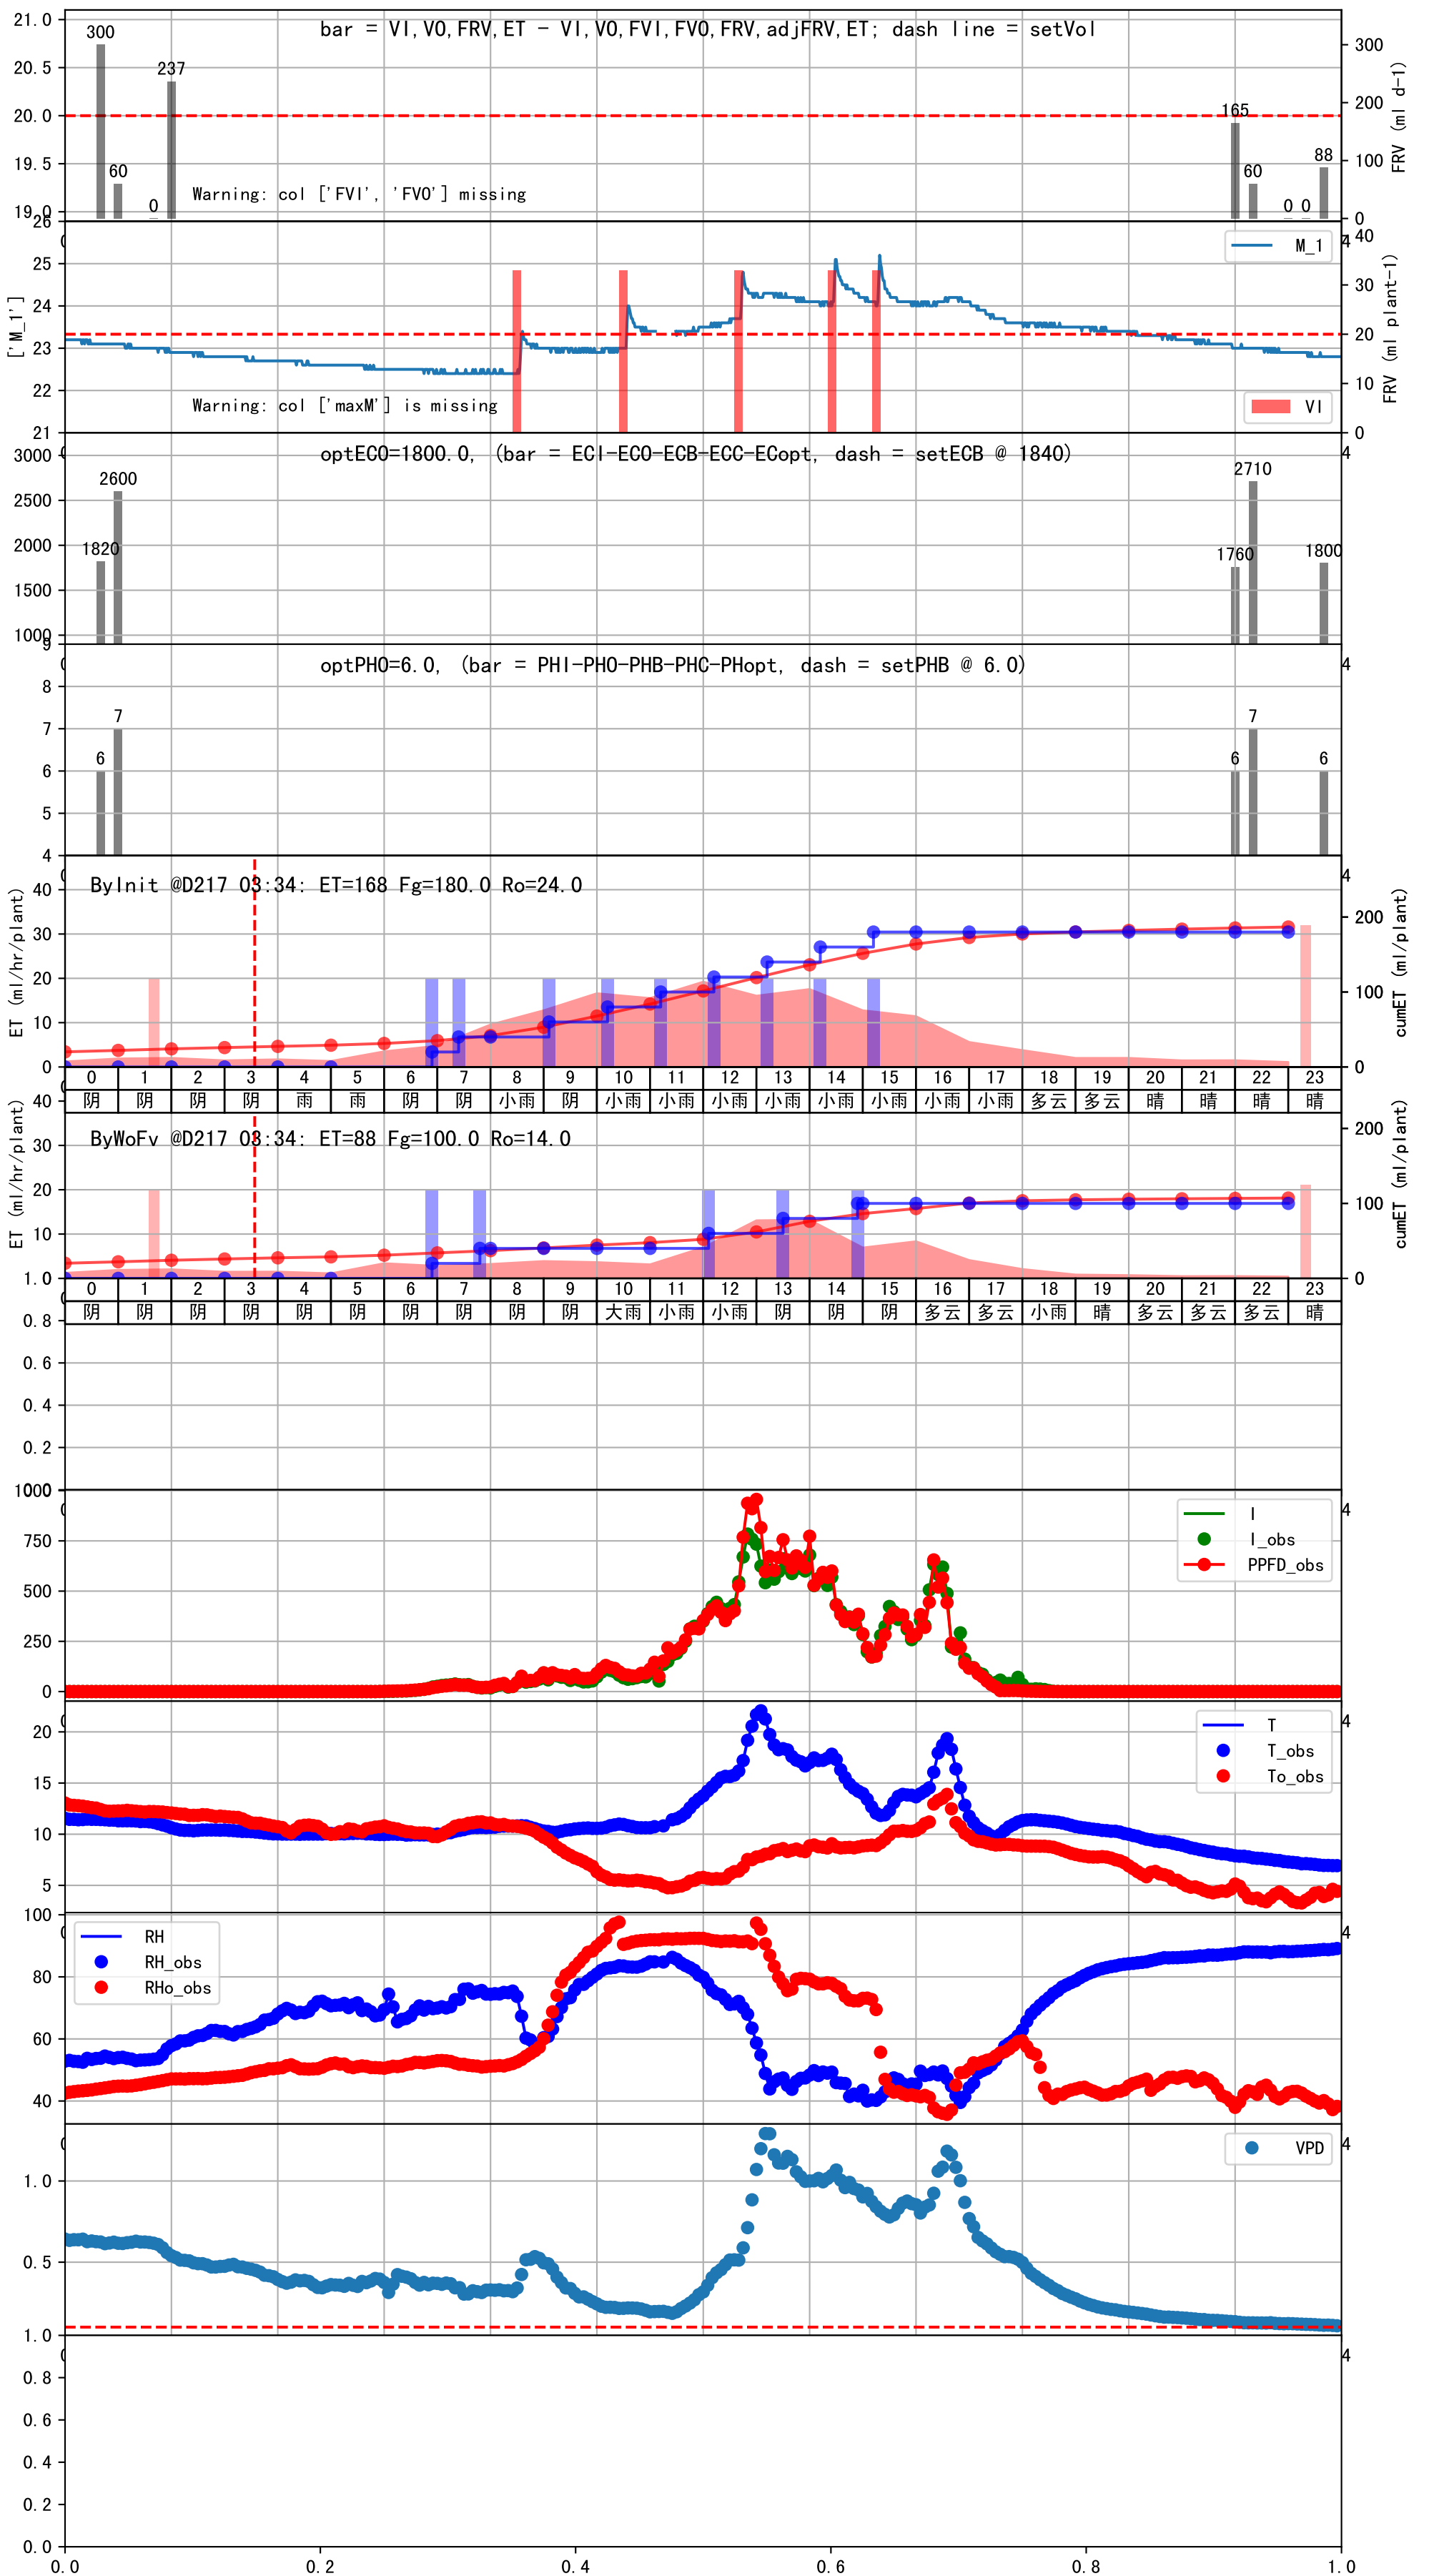 bar = VI,VO,FRV,ET - VI,VO,FVI,FVO,FRV,adjFRV,ET; dash line = setVol
21.0
20.5
20.0
19.5
19.0
300
60
0
237
165
60
0 0
88
Warning: col ['FVI', 'FVO'] missing
300
200
100
0
FRV (ml d-1)
26
25
24
23
22
21
['M_1']
M_1
VI
Warning: col ['maxM'] is missing
40
30
20
10
0
FRV (ml plant-1)
optECO=1800.0, (bar = ECI-ECO-ECB-ECC-ECopt, dash = setECB @ 1840)
3000
2500
2000
1500
1000
1820
2600
1760
2710
1800
optPHO=6.0, (bar = PHI-PHO-PHB-PHC-PHopt, dash = setPHB @ 6.0)
9
8
7
6
5
4
6
7
6
7
6
ByInit @D217 03:34: ET=168 Fg=180.0 Ro=24.0
40
30
20
10
0
ET (ml/hr/plant)
200
100
0
cumET (ml/plant)
0 1 2 3 4 5 6 7 8 9 10 11 12 13 14 15 16 17 18 19 20 21 22 23
阴 阴 阴 阴 雨 雨 阴 阴 小雨 阴 小雨 小雨 小雨 小雨 小雨 小雨 小雨 小雨 多云 多云 晴 晴 晴 晴
ByWoFv @D217 03:34: ET=88 Fg=100.0 Ro=14.0
40
30
20
10
ET (ml/hr/plant)
200
100
0
cumET (ml/plant)
0 1 2 3 4 5 6 7 8 9 10 11 12 13 14 15 16 17 18 19 20 21 22 23
阴 阴 阴 阴 阴 阴 阴 阴 阴 阴 大雨 小雨 小雨 阴 阴 阴 多云 多云 小雨 晴 多云 多云 多云 晴
1.0
0.8
0.6
0.4
0.2
1000
750
500
250
0
I
I_obs
PPFD_obs
20
15
10
5
T
T_obs
To_obs
100
80
60
40
RH
RH_obs
RHo_obs
1.0
0.5
VPD
1.0
0.8
0.6
0.4
0.2
0.0
0.0 0.2 0.4 0.6 0.8 1.0